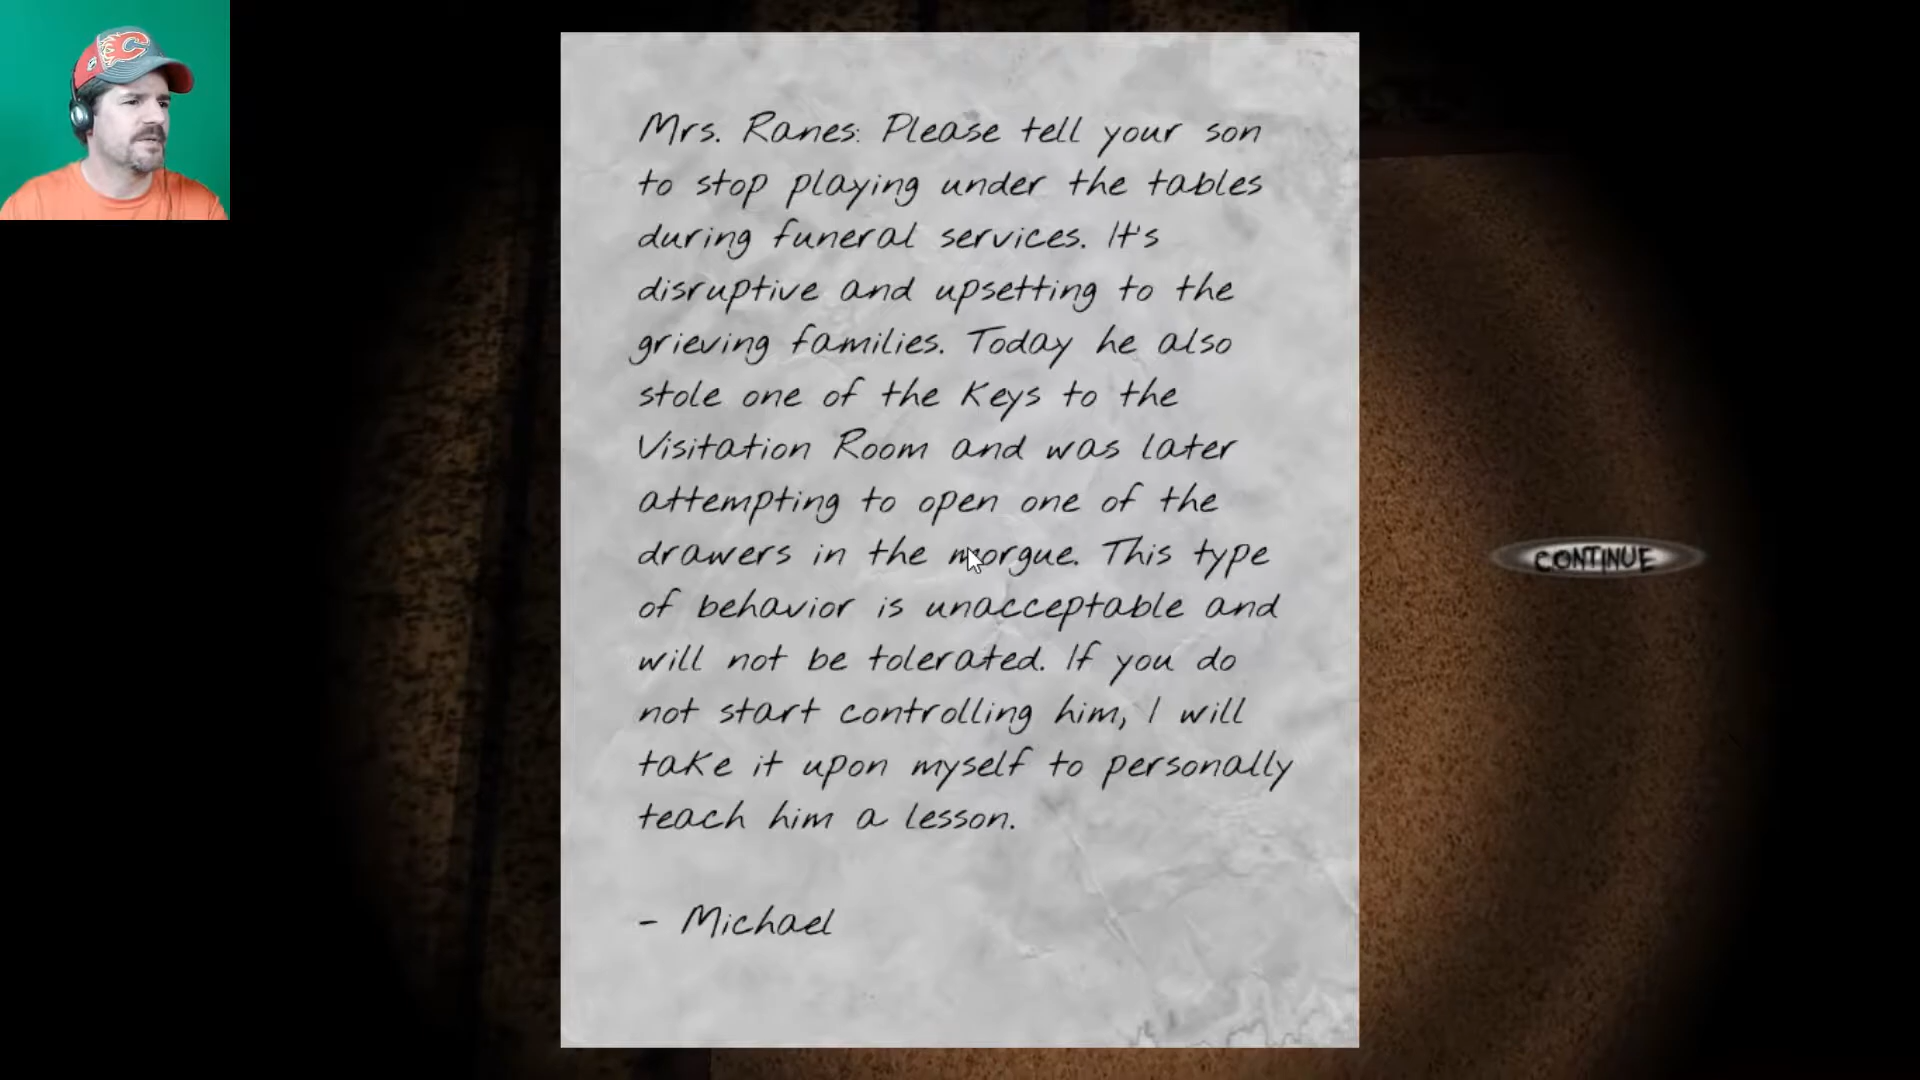 Mrs. Ranes: Please tell your son
to stop playing under the tables
during funeral services. It's
disruptive and upsetting to the
grieving families. Today he also
stole one of the Keys to the
Visitation Room and was later
attempting to open one of the
drawers in the morgue. This type
of behavior is unacceptable and
will not be tolerated. If you do
not start controlling him, I will
take it upon myself to personally
teach him a lesson.
- Michael
CONTINUE
C